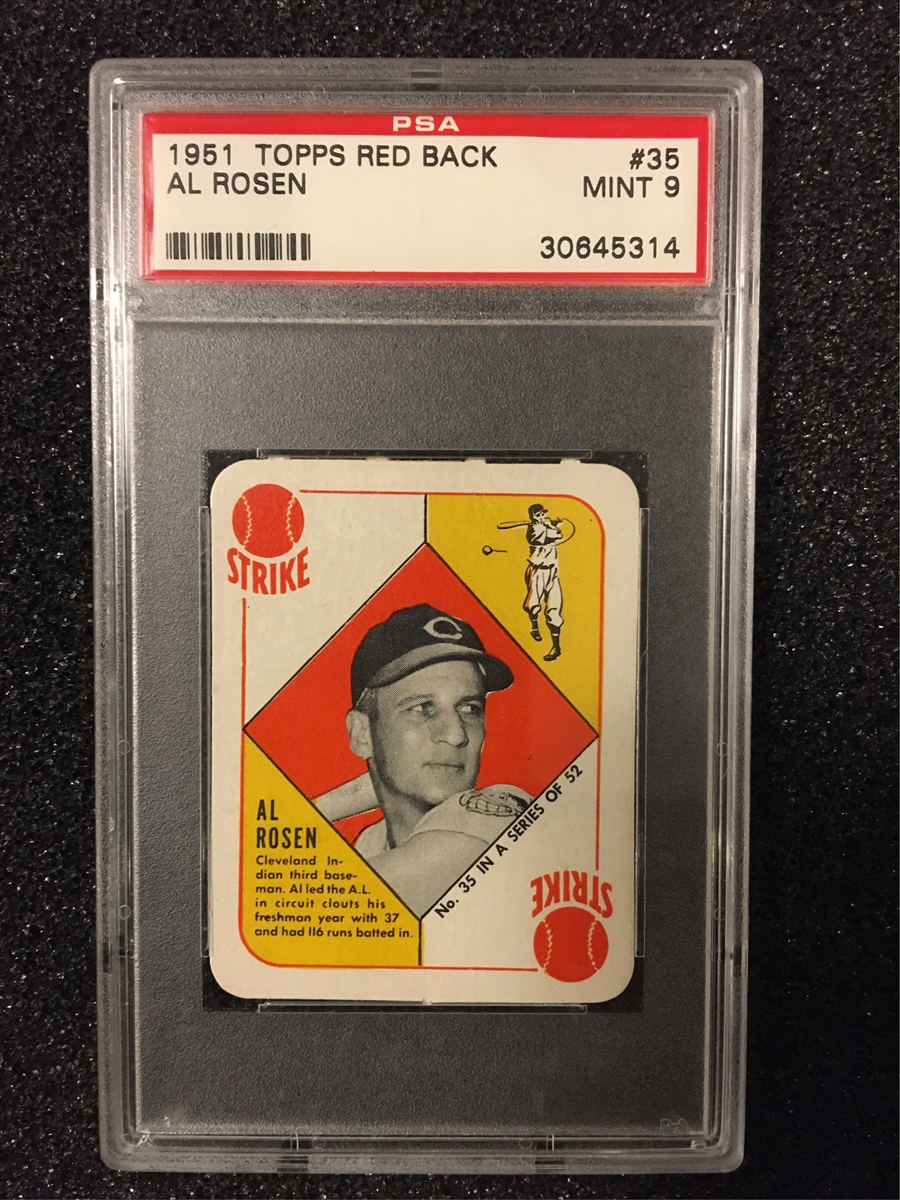 PSA
1951 TOPPS RED BACK #35
AL ROSEN MINT 9
30645314
STRIKE
AL
ROSEN
Cleveland In-
dian third base-
man. Al led the A.L.
in circuit clouts his
freshman year with 37
and had 116 runs batted in.
No. 35 IN A SERIES OF 52
STRIKE